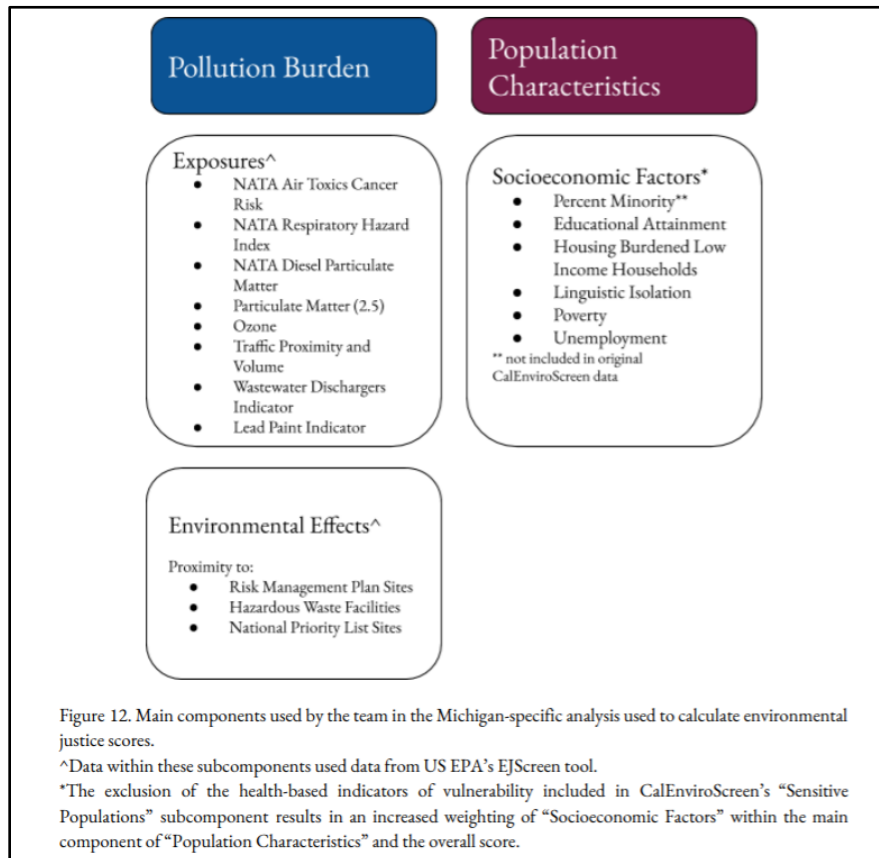 Pollution Burden
Population
Characteristics
Exposures^
● NATA Air Toxics Cancer
Risk
● NATA Respiratory Hazard
Index
● NATA Diesel Particulate
Matter
● Particulate Matter (2.5)
● Ozone
● Traffic Proximity and
Volume
● Wastewater Dischargers
Indicator
● Lead Paint Indicator
Socioeconomic Factors*
● Percent Minority**
● Educational Attainment
● Housing Burdened Low
Income Households
● Linguistic Isolation
● Poverty
● Unemployment
** not included in original
CalEnviroScreen data
Environmental Effects^
Proximity to:
● Risk Management Plan Sites
● Hazardous Waste Facilities
● National Priority List Sites
Figure 12. Main components used by the team in the Michigan-specific analysis used to calculate environmental
justice scores.
^Data within these subcomponents used data from US EPA's EJScreen tool.
*The exclusion of the health-based indicators of vulnerability included in CalEnviroScreen's “Sensitive
Populations” subcomponent results in an increased weighting of “Socioeconomic Factors” within the main
component of “Population Characteristics” and the overall score.